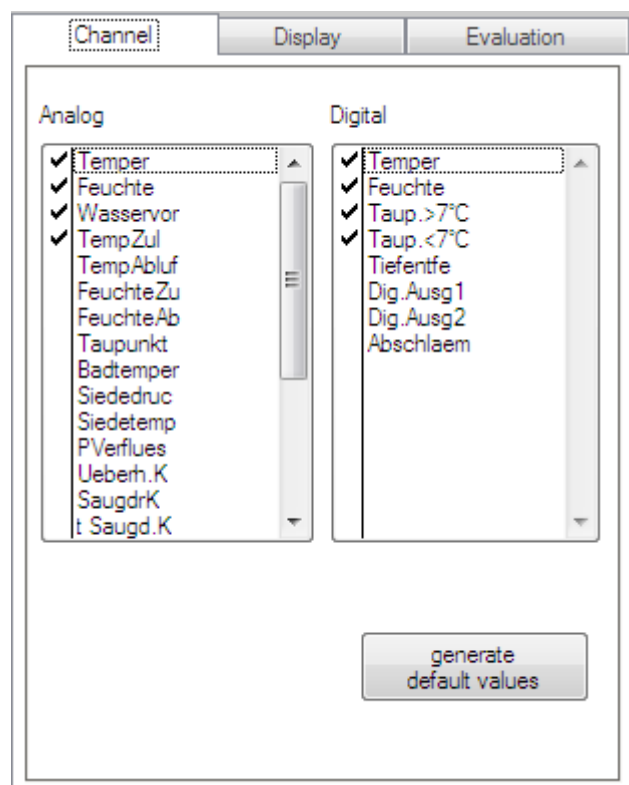 Channel Display Evaluation
Analog
Temper
Feuchte
Wasservor
TempZul
TempAbluf
FeuchteZu
FeuchteAb
Taupunkt
Badtemper
Siededruc
Siedetemp
PVerflues
Ueberh.K
SaugdrK
t Saugd.K
Digital
Temper
Feuchte
Taup.>7°C
Taup.<7°C
Tiefentfe
Dig.Ausg1
Dig.Ausg2
Abschlaem
generate
default values